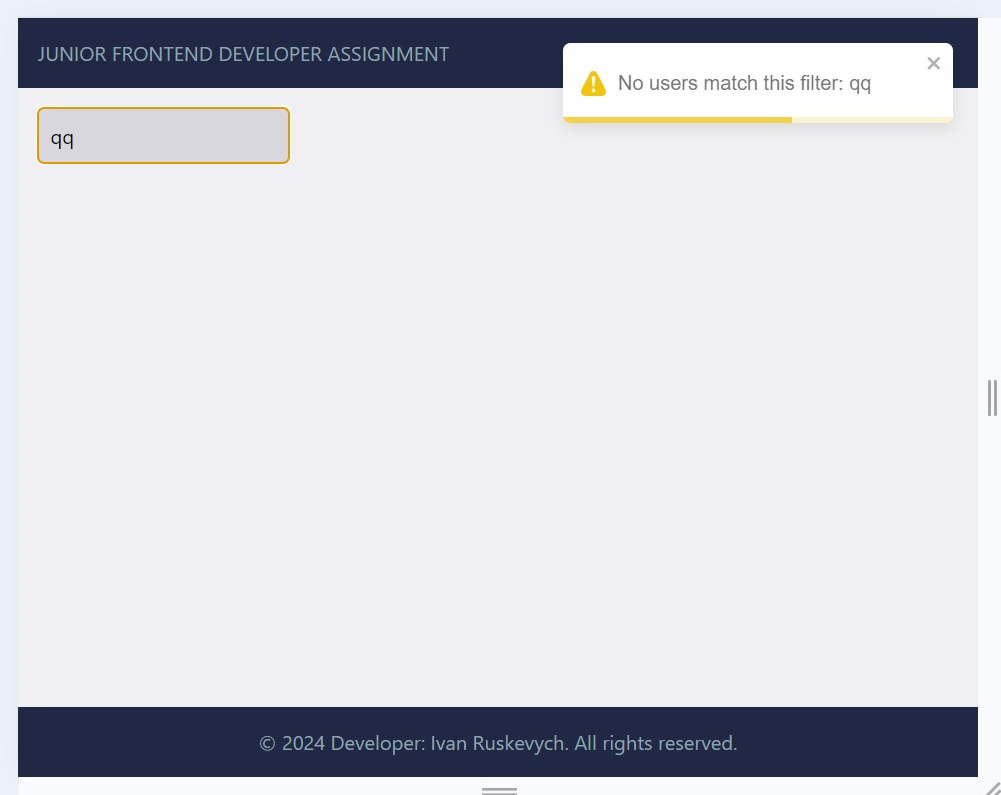 JUNIOR FRONTEND DEVELOPER ASSIGNMENT
No users match this filter: qq
qq
© 2024 Developer: Ivan Ruskevych. All rights reserved.